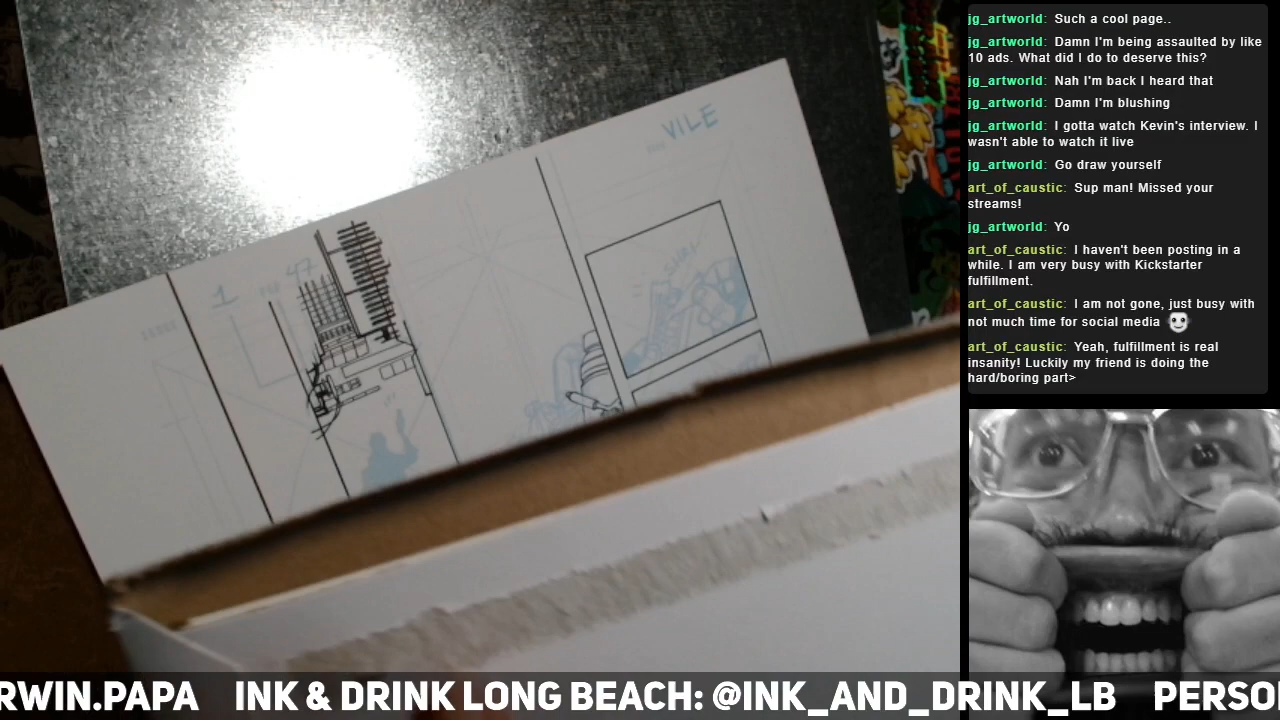 jg_artworld: Such a cool page..
jg_artworld: Damn I'm being assaulted by like
10 ads. What did I do to deserve this?
jg_artworld: Nah I'm back I heard that
jg_artworld: Damn I'm blushing
jg_artworld: I gotta watch Kevin's interview. I
wasn't able to watch it live
jg_artworld: Go draw yourself
art_of_caustic: Sup man! Missed your
streams!
jg_artworld: Yo
art_of_caustic: I haven't been posting in a
while. I am very busy with Kickstarter
fulfillment.
art_of_caustic: I am not gone, just busy with
not much time for social media
art_of_caustic: Yeah, fulfillment is real
insanity! Luckily my friend is doing the
hard/boring part>
VILE
1
47
RWIN.PAPA INK & DRINK LONG BEACH: @INK_AND_DRINK_LB PERSO